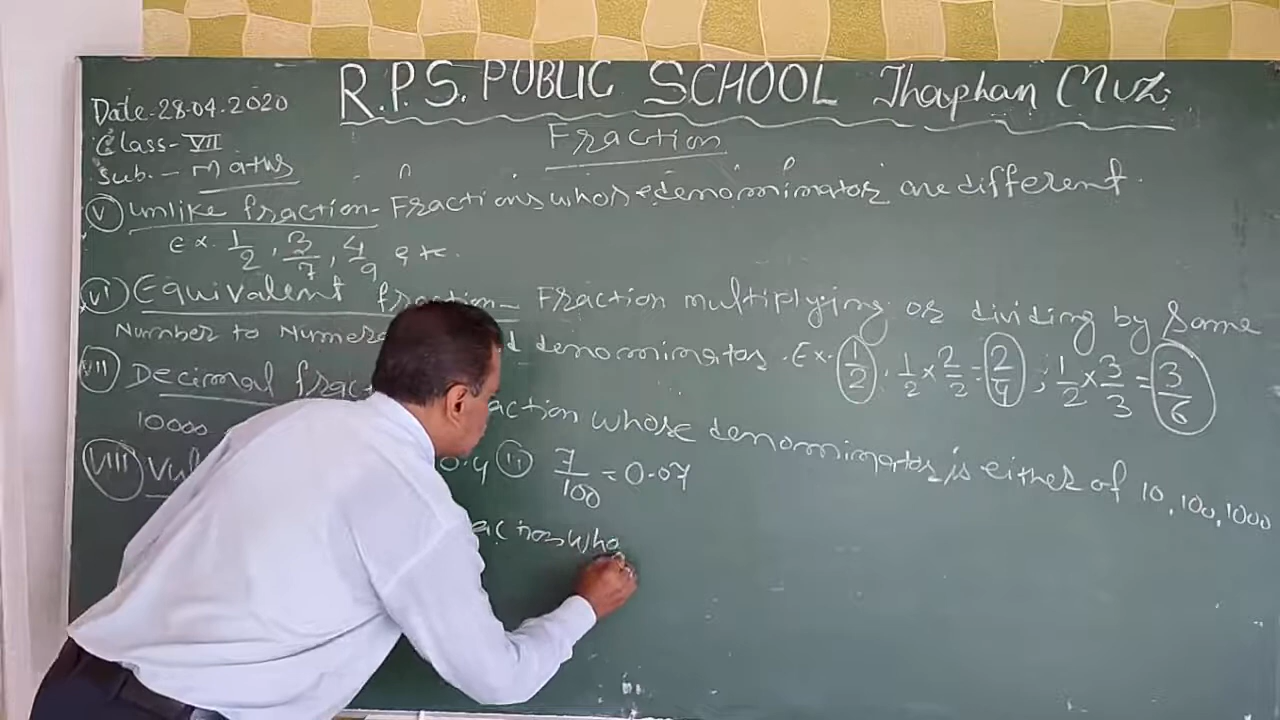 R.P.S. PUBLIC SCHOOL Jhaphan Muz.
Date-28.04.2020
Class-VII
Sub.-Maths
Fraction
(V) Unlike fraction- Fractions whose denominator are different.
Ex. 1/2, 3/7, 4/9 etc.
(VI) Equivalent fraction- Fraction multiplying or dividing by same
Number to Numera d denominator. Ex. 1/2, 1/2 × 2/2 = 2/4; 1/2 × 3/3 = 3/6
(VII) Decimal frac action whose denominator is either of 10, 100, 1000
10000 0.4 (ii) 7/100 = 0.07
(VIII) Vul
action who